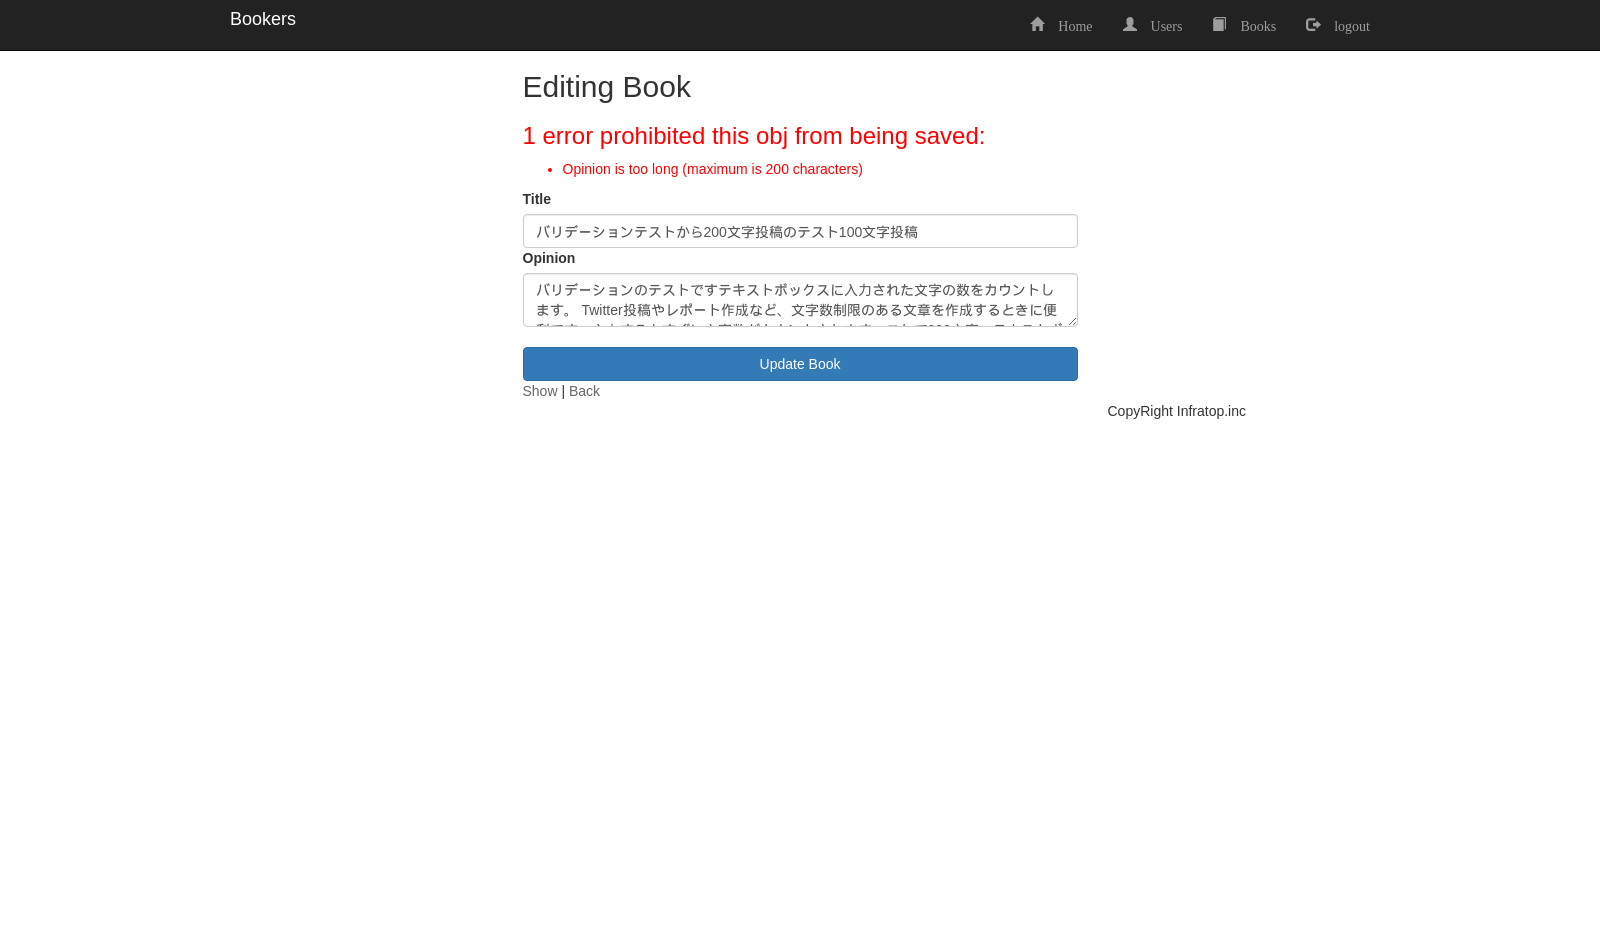 Bookers
Home Users Books logout
Editing Book
1 error prohibited this obj from being saved:
Opinion is too long (maximum is 200 characters)
Title
バリデーションテストから200文字投稿のテスト100文字投稿
Opinion
バリデーションのテストですテキストボックスに入力された文字の数をカウントし
ます。 Twitter投稿やレポート作成など、文字数制限のある文章を作成するときに便
Update Book
Show | Back
CopyRight Infratop.inc